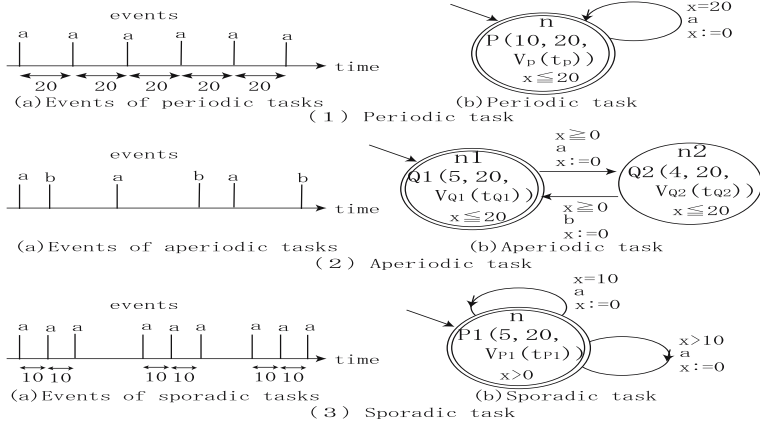 events
a a a a a a
time
20 20 20 20 20
(a)Events of periodic tasks
x=20
a
x:=0
n
P(10, 20,
Vp(tp))
x≦20
(b)Periodic task
(1) Periodic task
events
a b a b a b
time
(a)Events of aperiodic tasks
n1
Q1(5, 20,
VQ1(tQ1))
x≦20
x≧0
a
x:=0
n2
Q2(4, 20,
VQ2(tQ2))
x≦20
x≧0
b
x:=0
(b)Aperiodic task
(2) Aperiodic task
events
a a a a a a a a a
time
10 10 10 10 10 10
(a)Events of sporadic tasks
x=10
a
x:=0
n
P1(5, 20,
VP1(tP1))
x>0
x>10
a
x:=0
(b)Sporadic task
(3) Sporadic task